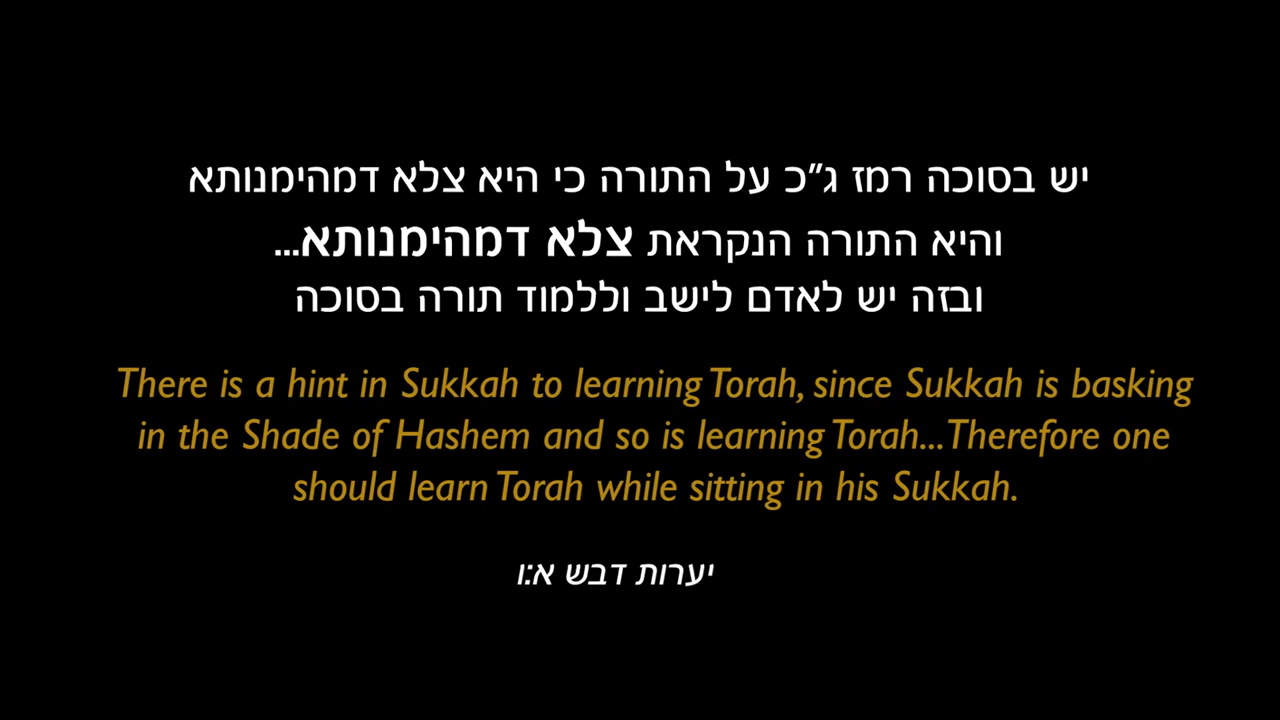 יש בסוכה רמז ג"כ על התורה כי היא צלא דמהימנותא
והיא התורה הנקראת צלא דמהימנותא...
ובזה יש לאדם לישב וללמוד תורה בסוכה
There is a hint in Sukkah to learning Torah, since Sukkah is basking
in the Shade of Hashem and so is learning Torah...Therefore one
should learn Torah while sitting in his Sukkah.
יערות דבש א:ו